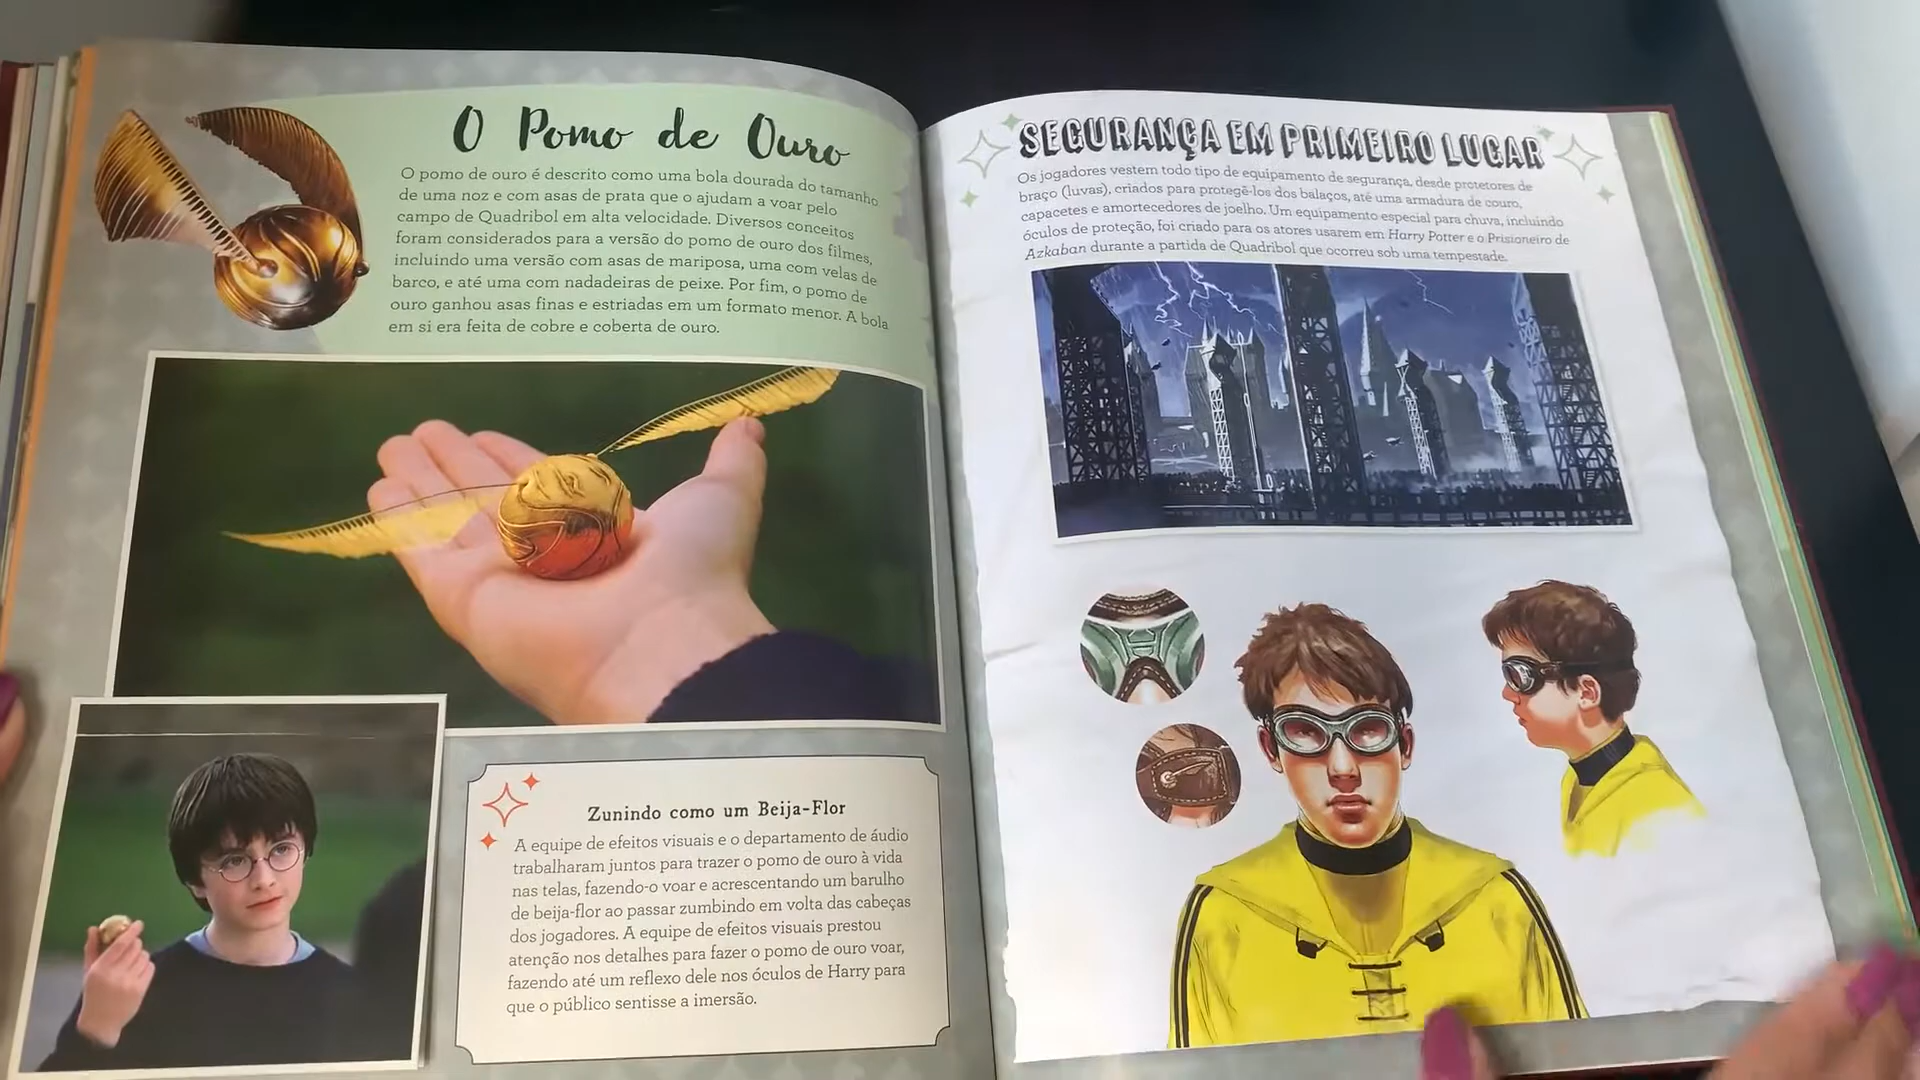 O Pomo de Ouro
O pomo de ouro é descrito como uma bola dourada do tamanho
de uma noz e com asas de prata que o ajudam a voar pelo
campo de Quadribol em alta velocidade. Diversos conceitos
foram considerados para a versão do pomo de ouro dos filmes,
incluindo uma versão com asas de mariposa, uma com velas de
barco, e até uma com nadadeiras de peixe. Por fim, o pomo de
ouro ganhou asas finas e estriadas em um formato menor. A bola
em si era feita de cobre e coberta de ouro.
Zunindo como um Beija-Flor
A equipe de efeitos visuais e o departamento de áudio
trabalharam juntos para trazer o pomo de ouro à vida
nas telas, fazendo-o voar e acrescentando um barulho
de beija-flor ao passar zumbindo em volta das cabeças
dos jogadores. A equipe de efeitos visuais prestou
atenção nos detalhes para fazer o pomo de ouro voar,
fazendo até um reflexo dele nos óculos de Harry para
que o público sentisse a imersão.
SEGURANÇA EM PRIMEIRO LUGAR
Os jogadores vestem todo tipo de equipamento de segurança, desde protetores de
braço (luvas), criados para protegê-los dos balaços, até uma armadura de couro,
capacetes e amortecedores de joelho. Um equipamento especial para chuva, incluindo
óculos de proteção, foi criado para os atores usarem em Harry Potter e o Prisioneiro de
Azkaban durante a partida de Quadribol que ocorreu sob uma tempestade.